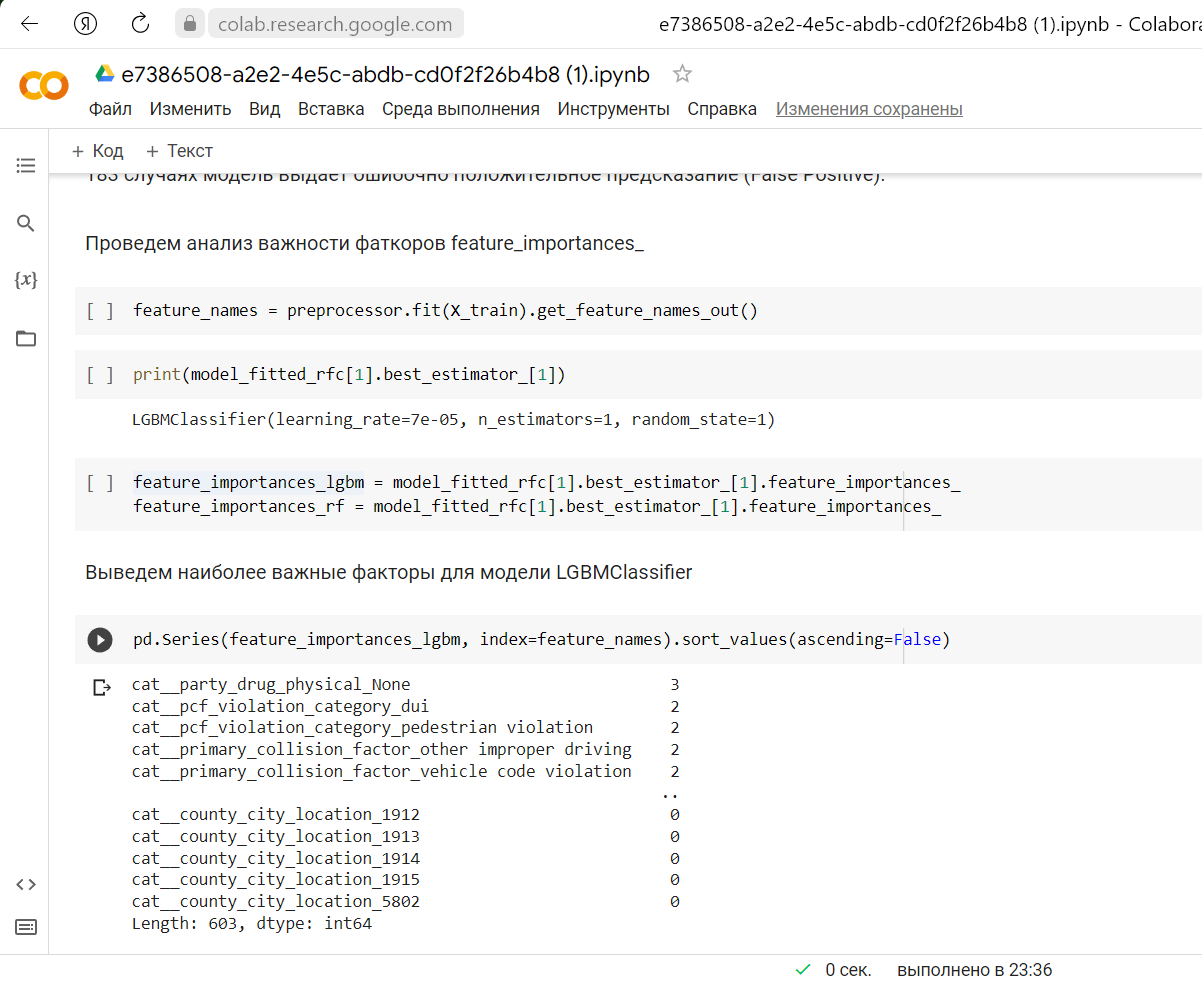 colab.research.google.com
e7386508-a2e2-4e5c-abdb-cd0f2f26b4b8 (1).ipynb - Colabora
e7386508-a2e2-4e5c-abdb-cd0f2f26b4b8 (1).ipynb
Файл Изменить Вид Вставка Среда выполнения Инструменты Справка Изменения сохранены
+ Код + Текст
183 случаях модель выдает ошибочно положительное предсказание (False Positive).
Проведем анализ важности фаткоров feature_importances_
[ ] feature_names = preprocessor.fit(X_train).get_feature_names_out()
[ ] print(model_fitted_rfc[1].best_estimator_[1])
LGBMClassifier(learning_rate=7e-05, n_estimators=1, random_state=1)
[ ] feature_importances_lgbm = model_fitted_rfc[1].best_estimator_[1].feature_importances_
feature_importances_rf = model_fitted_rfc[1].best_estimator_[1].feature_importances_
Выведем наиболее важные факторы для модели LGBMClassifier
pd.Series(feature_importances_lgbm, index=feature_names).sort_values(ascending=False)
cat__party_drug_physical_None 3
cat__pcf_violation_category_dui 2
cat__pcf_violation_category_pedestrian violation 2
cat__primary_collision_factor_other improper driving 2
cat__primary_collision_factor_vehicle code violation 2
..
cat__county_city_location_1912 0
cat__county_city_location_1913 0
cat__county_city_location_1914 0
cat__county_city_location_1915 0
cat__county_city_location_5802 0
Length: 603, dtype: int64
0 сек. выполнено в 23:36